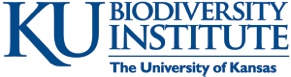 KU BIODIVERSITY
INSTITUTE
The University of Kansas